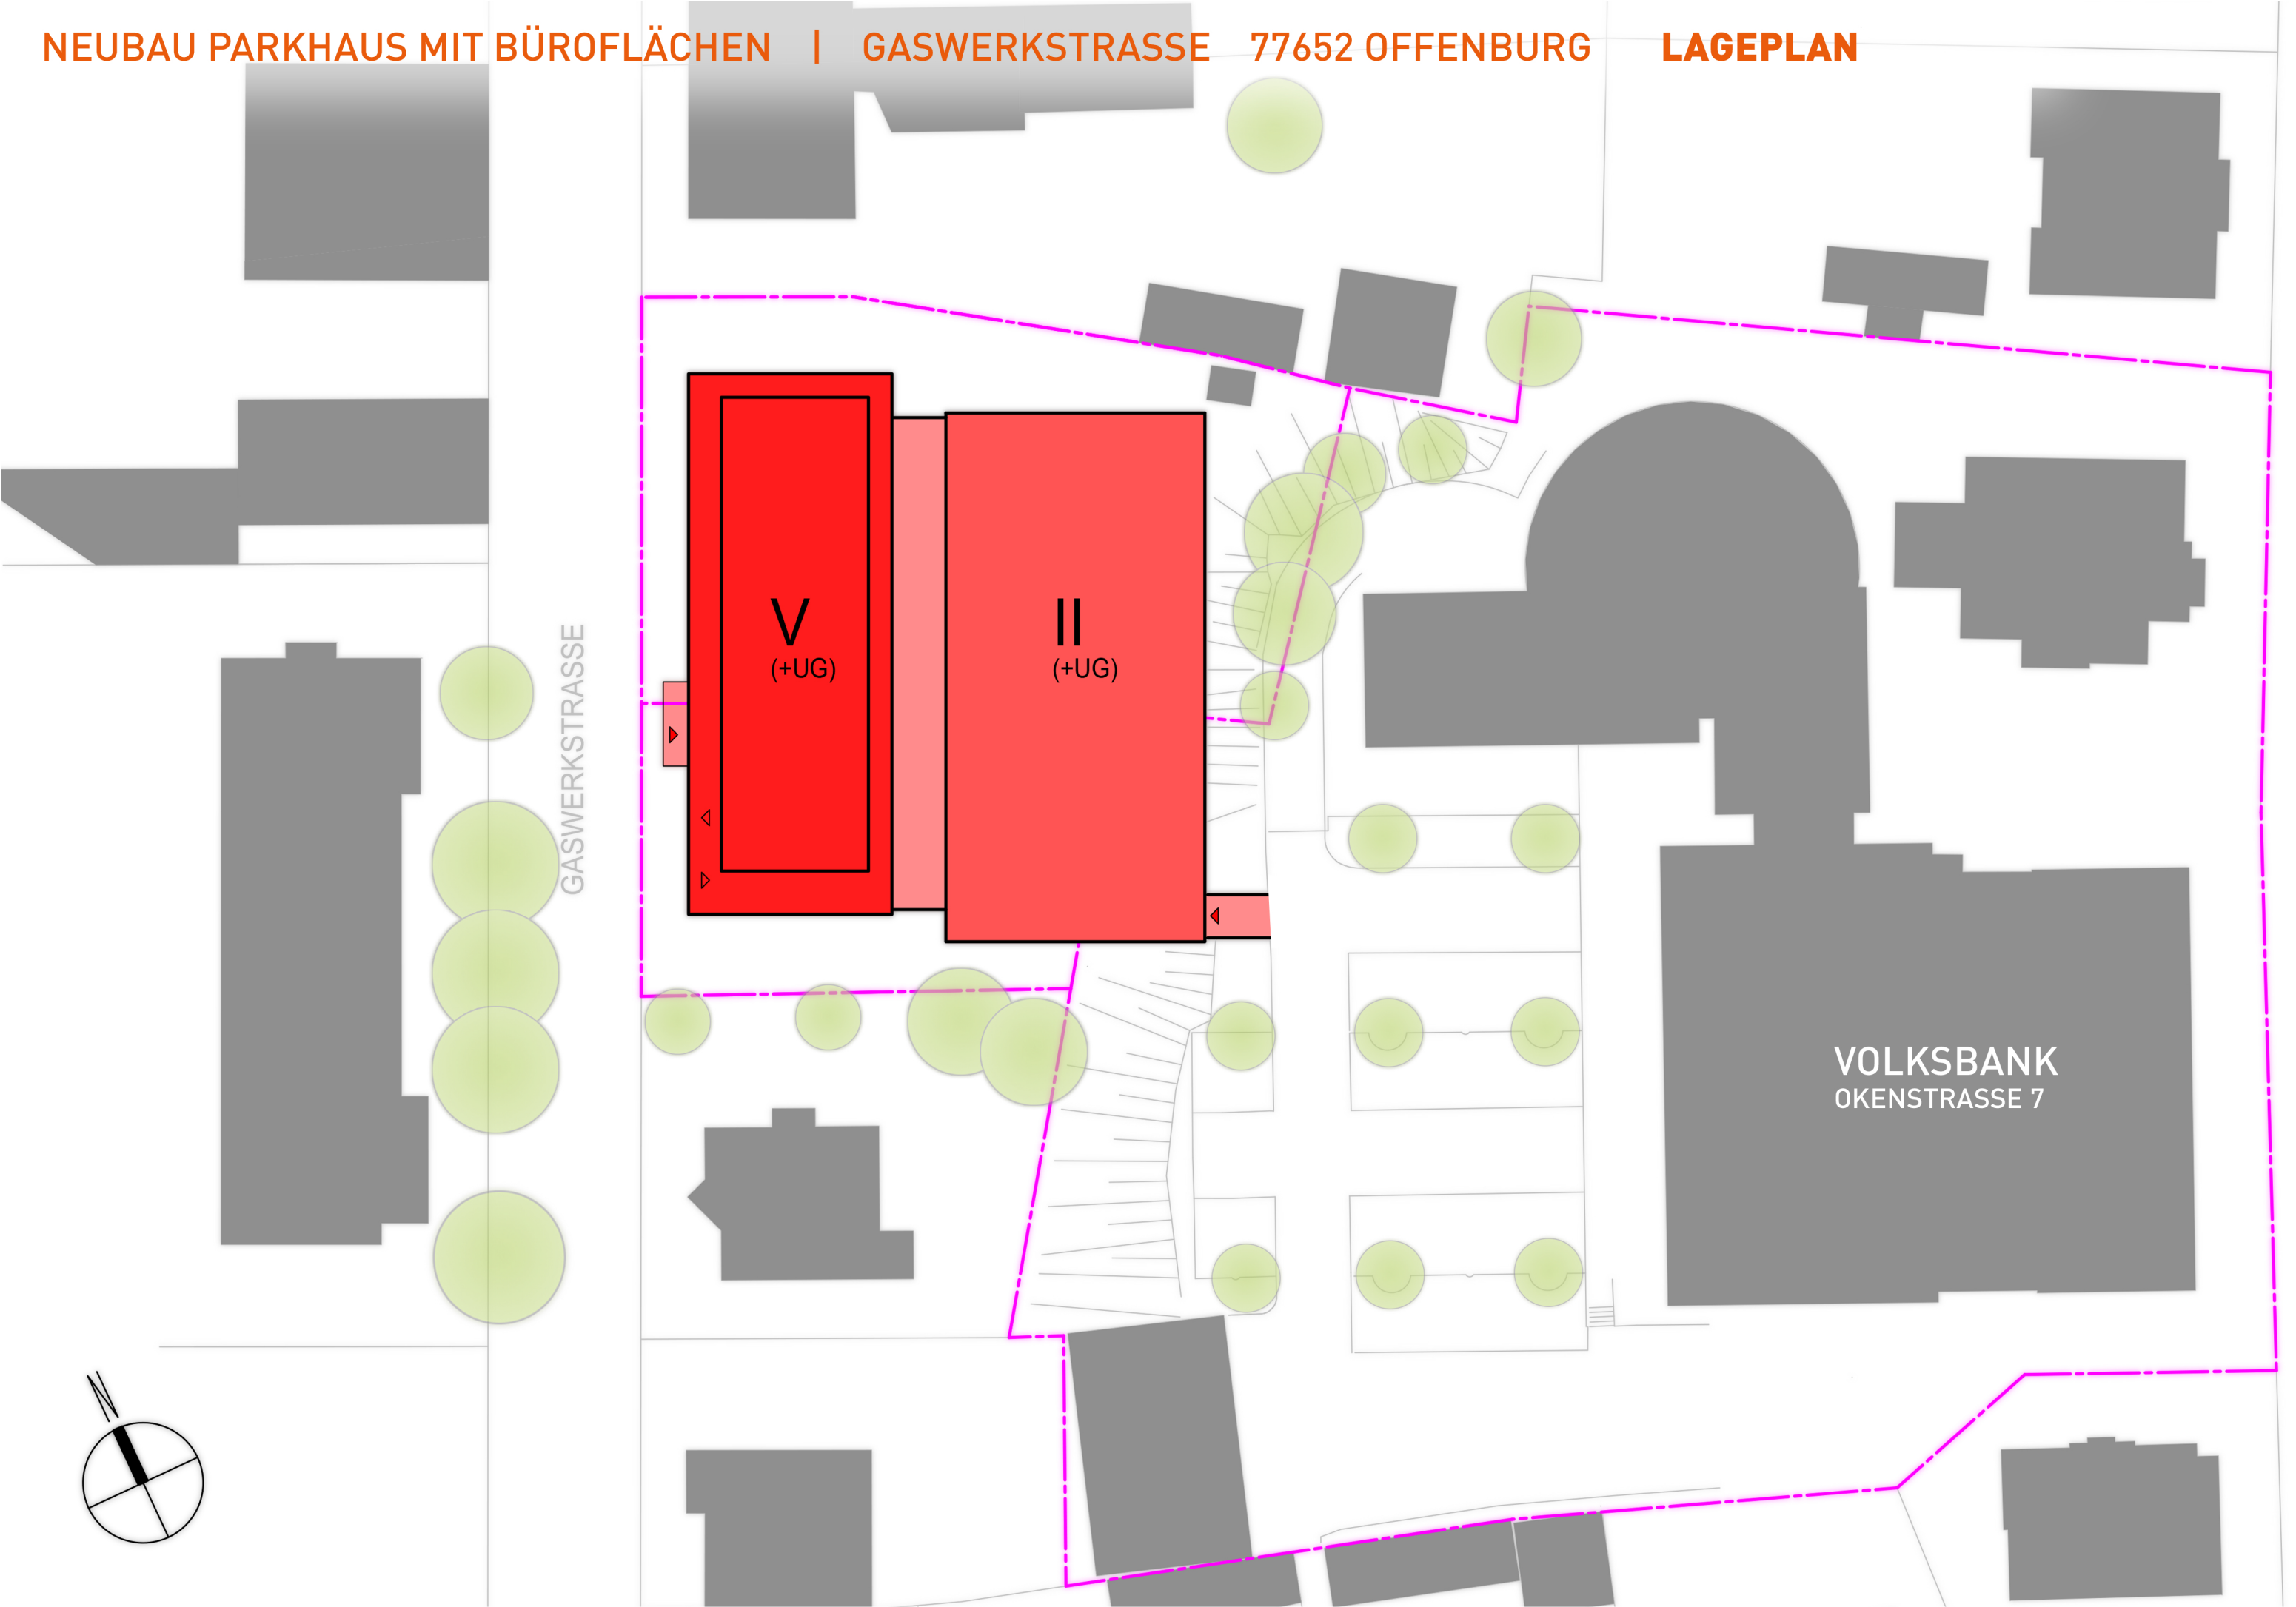 NEUBAU PARKHAUS MIT BÜROFLÄCHEN | GASWERKSTRASSE 77652 OFFENBURG LAGEPLAN
V
(+UG)
II
(+UG)
GASWERKSTRASSE
VOLKSBANK
OKENSTRASSE 7
N